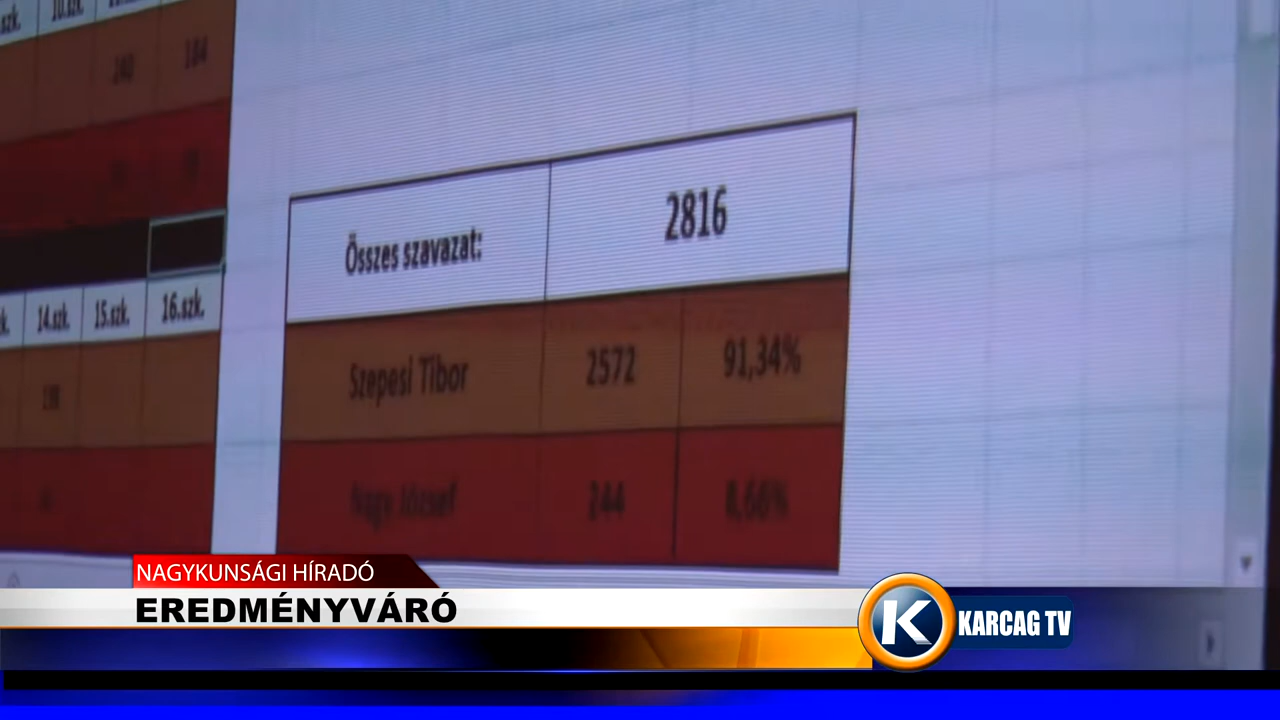 10.szk.
240 184
14.szk. 15.szk. 16.szk.
198
Összes szavazat: 2816
Szepesi Tibor 2572 91,34%
Nagy József 244 8,66%
NAGYKUNSÁGI HÍRADÓ
EREDMÉNYVÁRÓ
K KARCAG TV